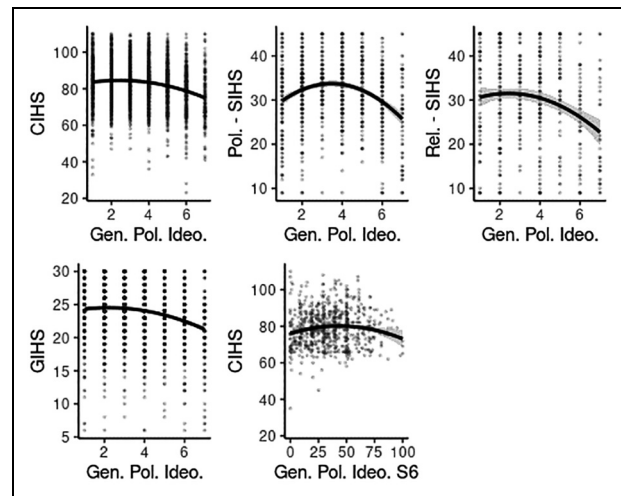 CIHS
100
80
60
40
20
2 4 6
Gen. Pol. Ideo.
Pol. - SIHS
40
30
20
10
2 4 6
Gen. Pol. Ideo.
Rel. - SIHS
40
30
20
10
2 4 6
Gen. Pol. Ideo.
GIHS
30
25
20
15
10
5
2 4 6
Gen. Pol. Ideo.
CIHS
100
80
60
40
20
0 25 50 75 100
Gen. Pol. Ideo. S6